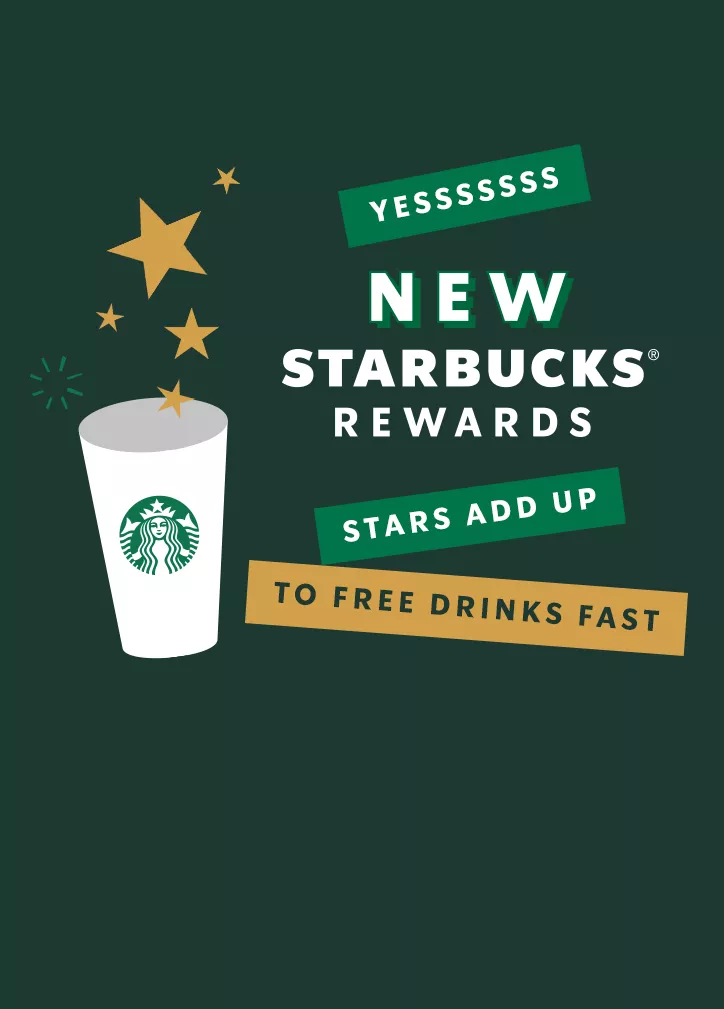 YESSSSSSS
NEW
STARBUCKS®
REWARDS
STARS ADD UP
TO FREE DRINKS FAST